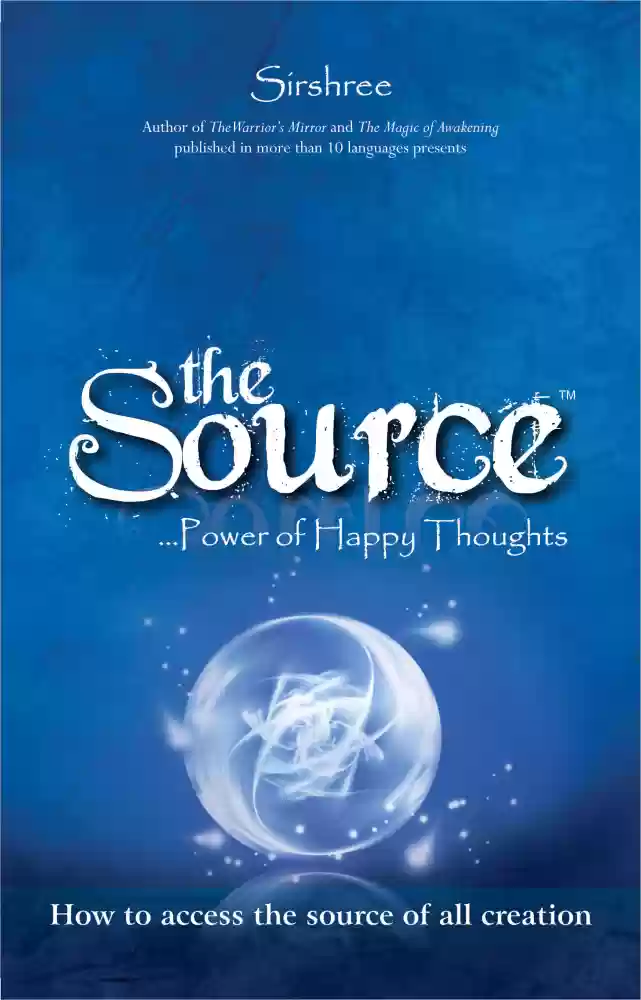 Sirshree
Author of TheWarrior's Mirror and The Magic of Awakening
published in more than 10 languages presents
the
Source™
...Power of Happy Thoughts
How to access the source of all creation